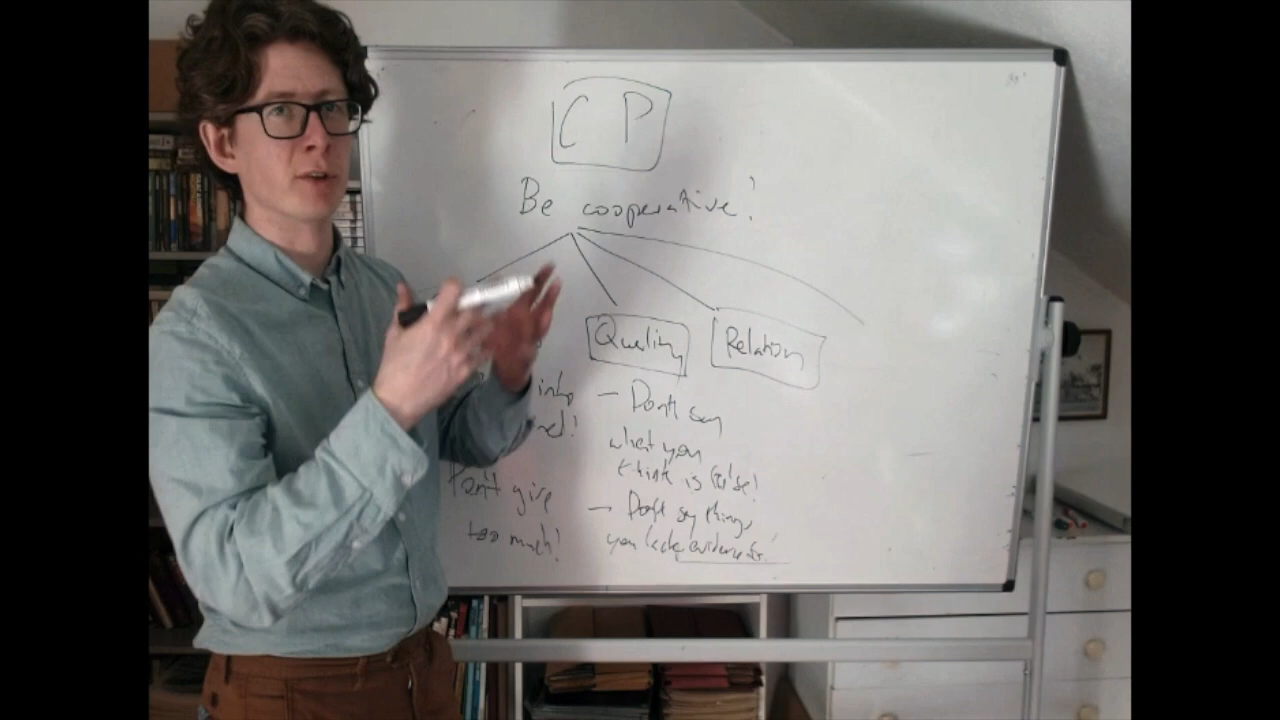 C P
Be cooperative!
Quality
Relation
info
– Don't say
what you
think is false!
Don't give
too much!
– Don't say things
you lack evidence for.